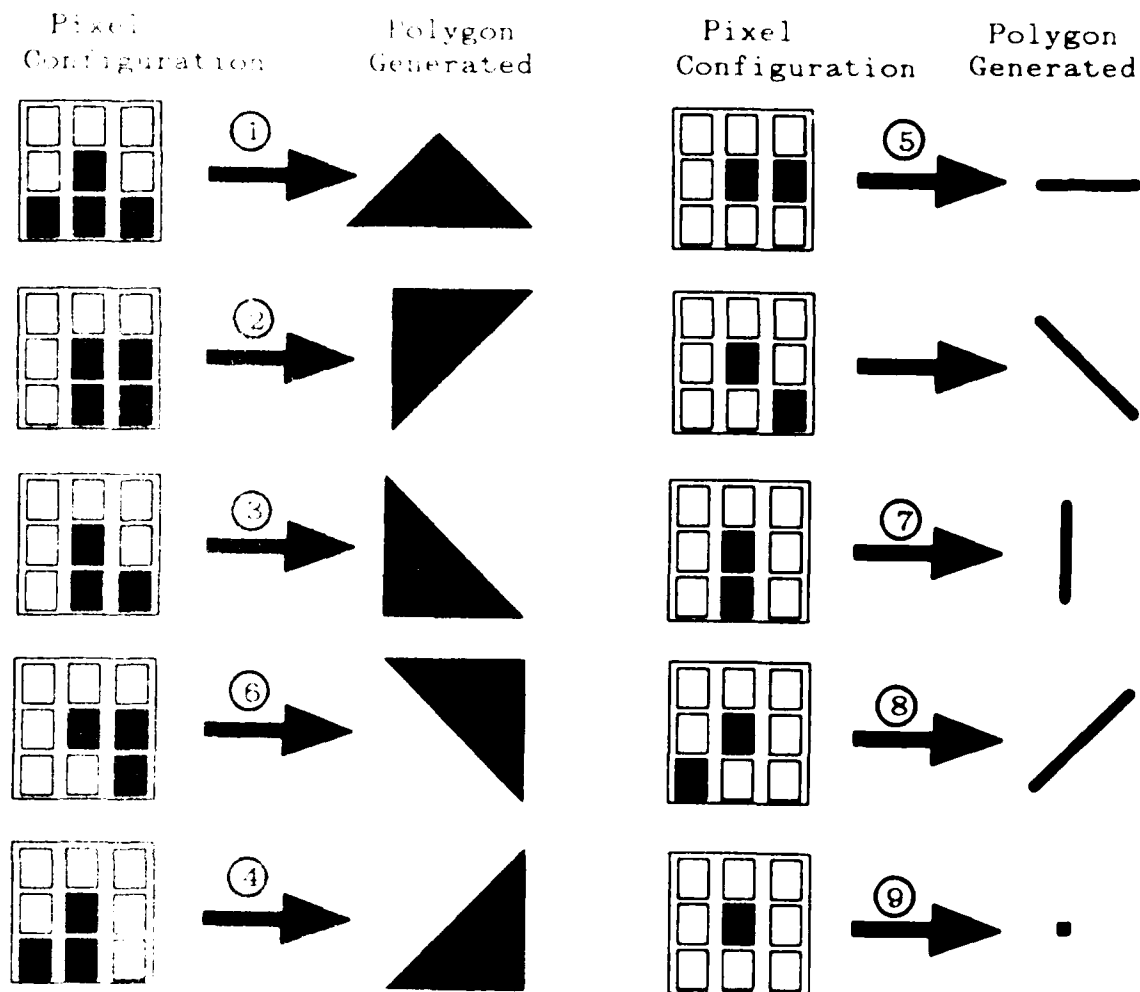 Pixel
Configuration
Polygon
Generated
Pixel
Configuration
Polygon
Generated
1
2
3
6
4
5
7
8
9